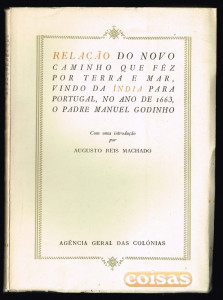 RELAÇÃO DO NOVO
CAMINHO QUE FÊZ
POR TERRA E MAR,
VINDO DA ÍNDIA PARA
PORTUGAL, NO ANO DE 1663,
O PADRE MANUEL GODINHO
Com uma introdução
por
AUGUSTO REIS MACHADO
AGÊNCIA GERAL DAS COLÓNIAS
coisas